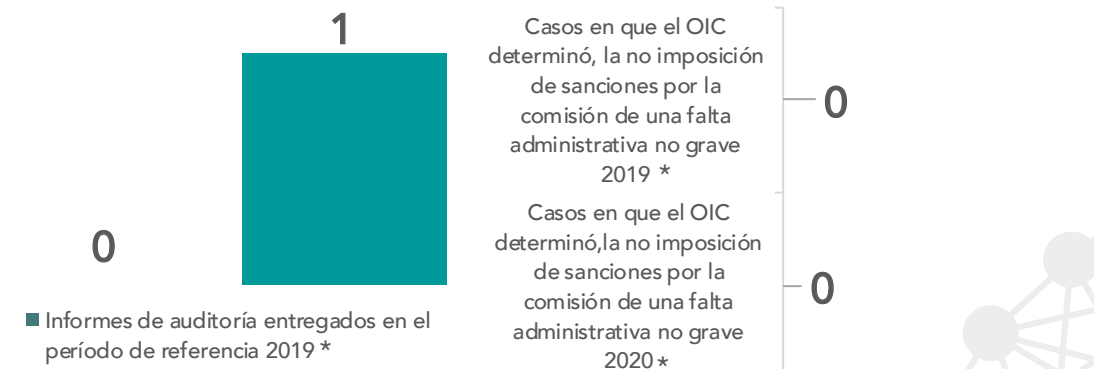 1
0
Informes de auditoría entregados en el
período de referencia 2019 *
Casos en que el OIC
determinó, la no imposición
de sanciones por la
comisión de una falta
administrativa no grave
2019 *
0
Casos en que el OIC
determinó,la no imposición
de sanciones por la
comisión de una falta
administrativa no grave
2020 *
0